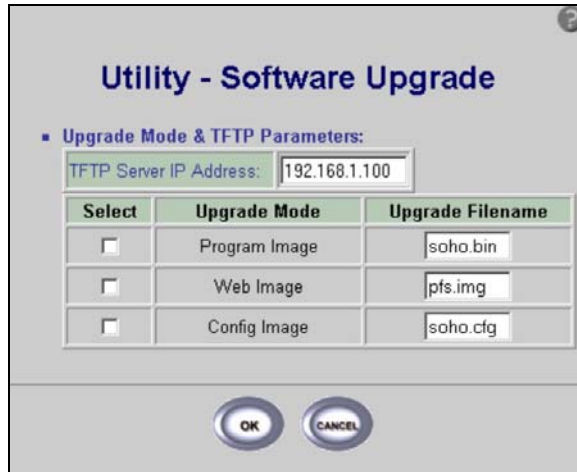 ?
Utility - Software Upgrade
Upgrade Mode & TFTP Parameters:
TFTP Server IP Address: 192.168.1.100
Select Upgrade Mode Upgrade Filename
Program Image soho.bin
Web Image pfs.img
Config Image soho.cfg
OK CANCEL